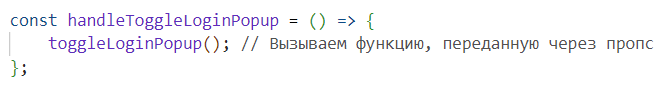 const handleToggleLoginPopup = () => {
    toggleLoginPopup(); // Вызываем функцию, переданную через пропс
};